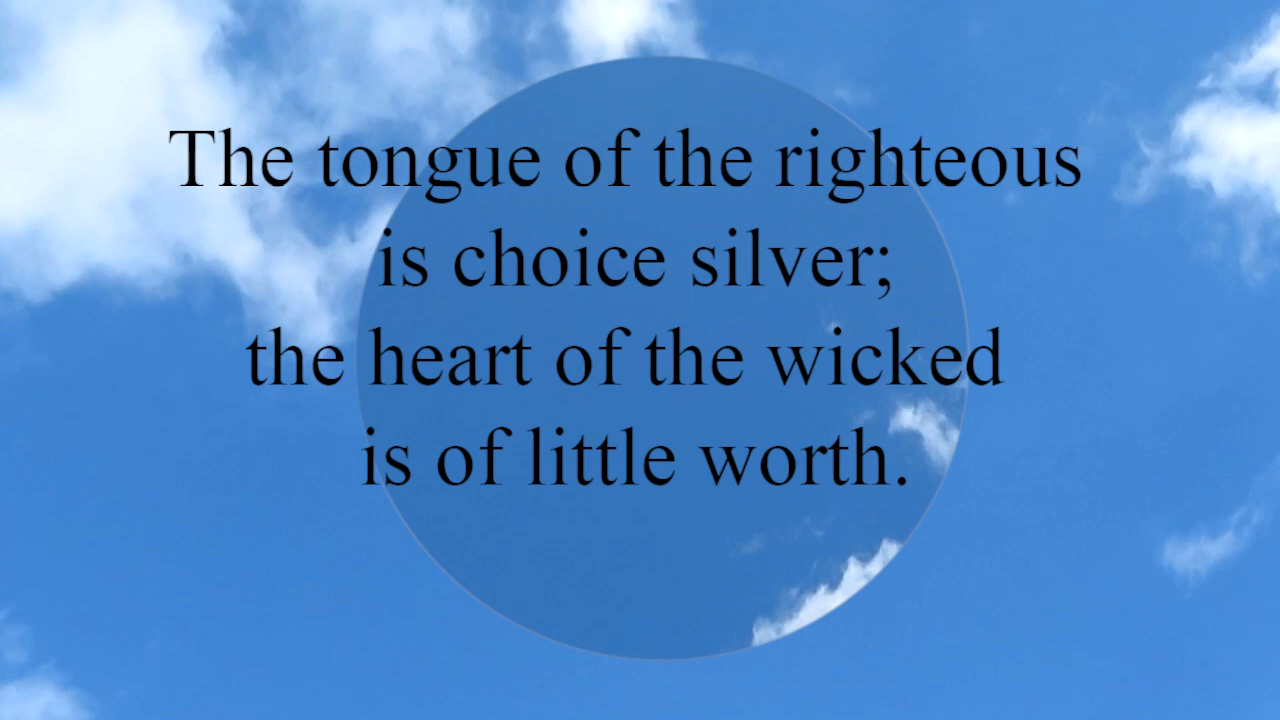 The tongue of the righteous
is choice silver;
the heart of the wicked
is of little worth.